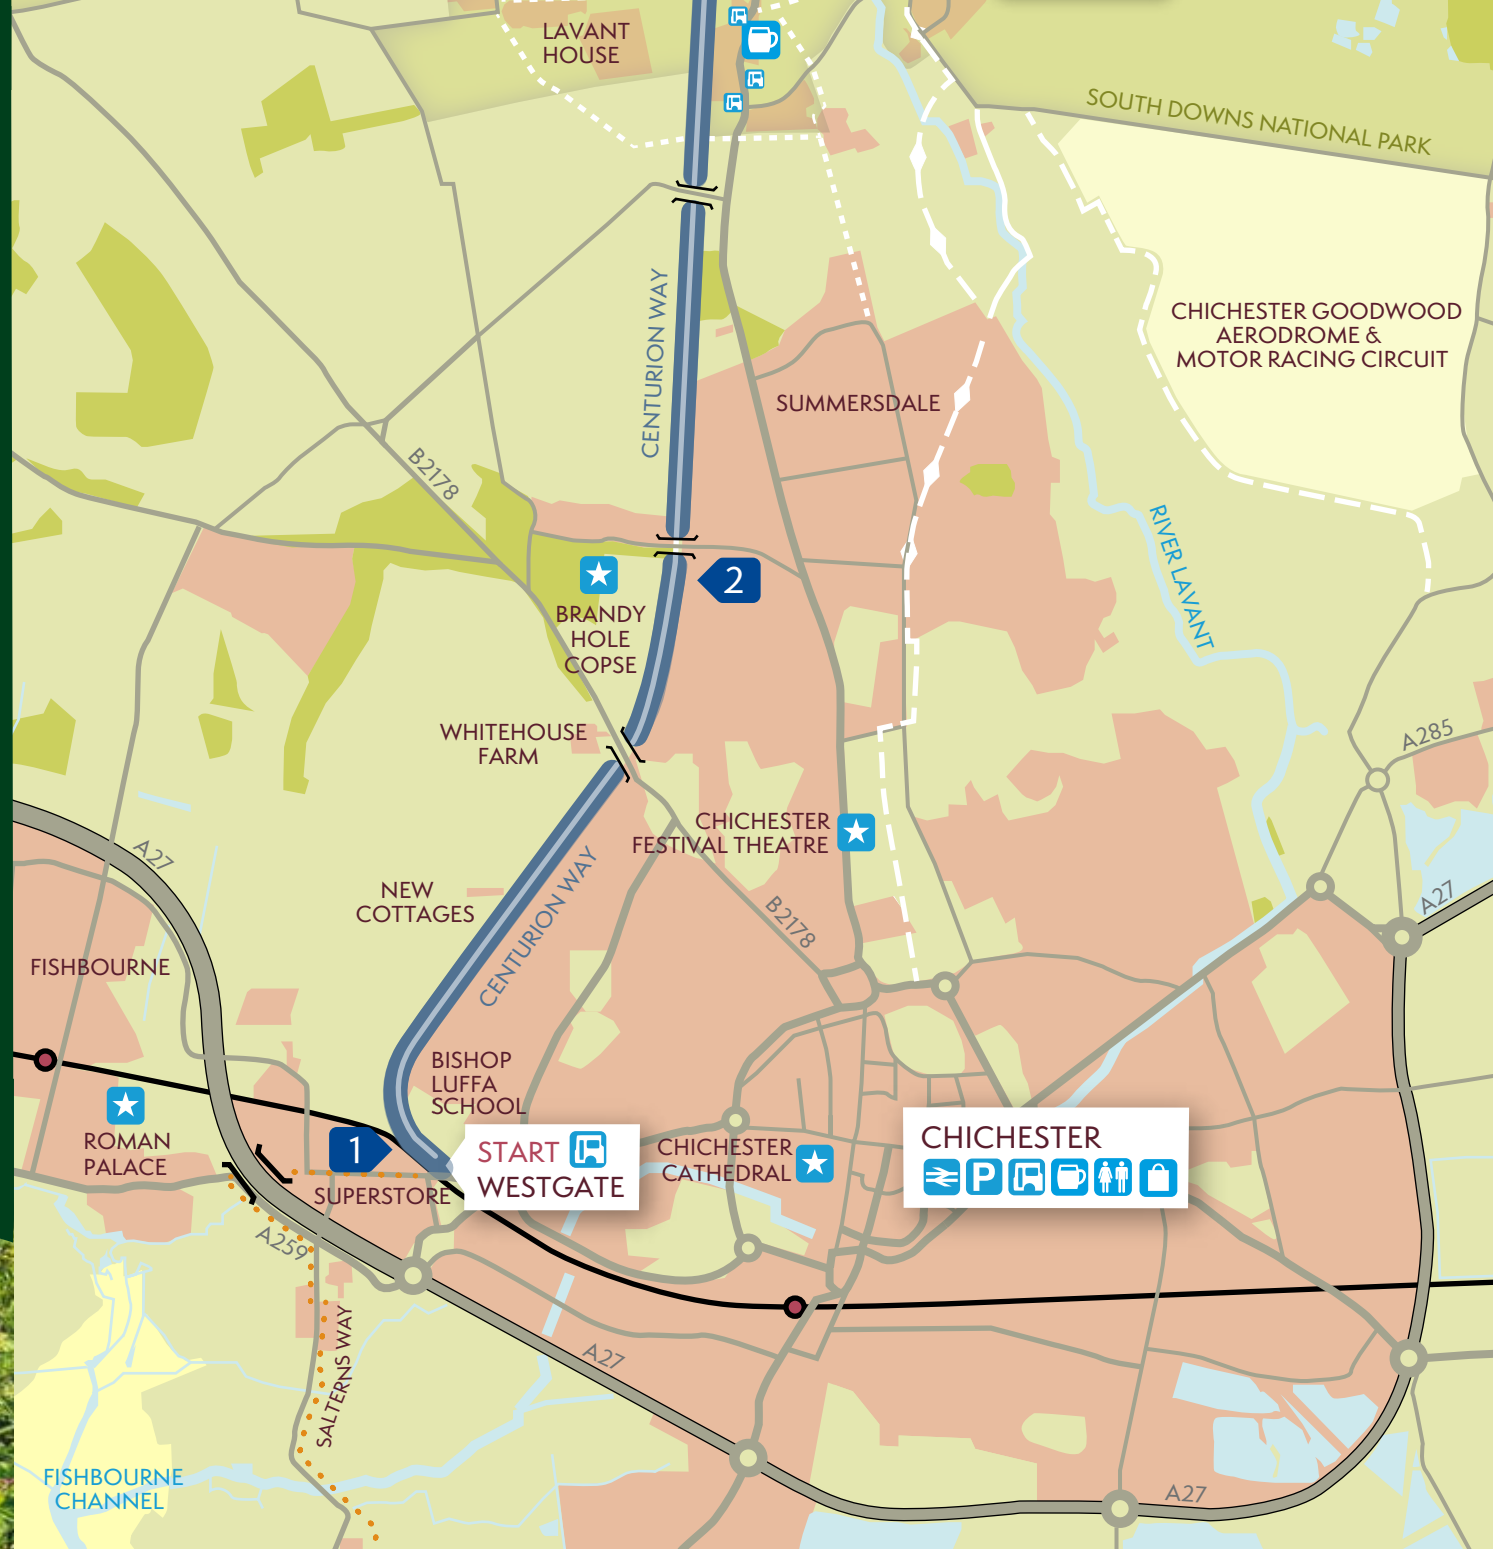 LAVANT
HOUSE
SOUTH DOWNS NATIONAL PARK
CENTURION WAY
CHICHESTER GOODWOOD
AERODROME &
MOTOR RACING CIRCUIT
SUMMERSDALE
B2178
RIVER LAVANT
2
BRANDY
HOLE
COPSE
WHITEHOUSE
FARM
A285
CHICHESTER
FESTIVAL THEATRE
A27
NEW
COTTAGES
CENTURION WAY
B2178
A27
FISHBOURNE
BISHOP
LUFFA
SCHOOL
ROMAN
PALACE
1
START
WESTGATE
CHICHESTER
CATHEDRAL
CHICHESTER
P
SUPERSTORE
A259
SALTERNS WAY
A27
FISHBOURNE
CHANNEL
A27